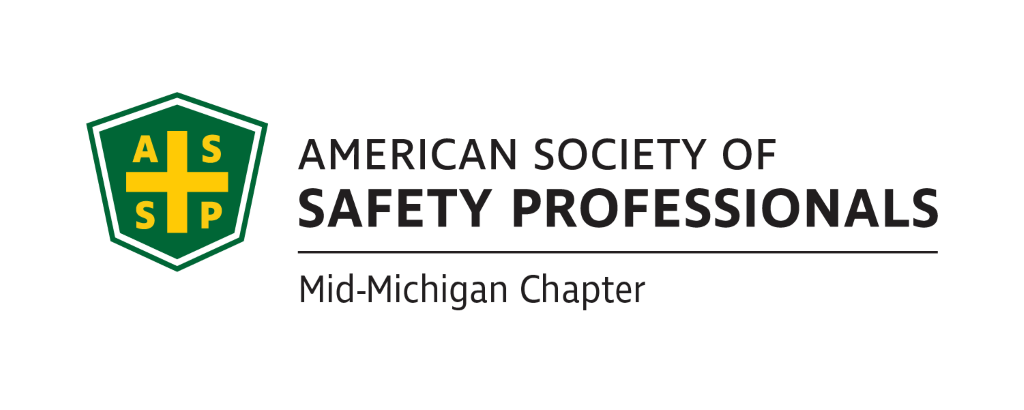 A S
S P
AMERICAN SOCIETY OF
SAFETY PROFESSIONALS
Mid-Michigan Chapter